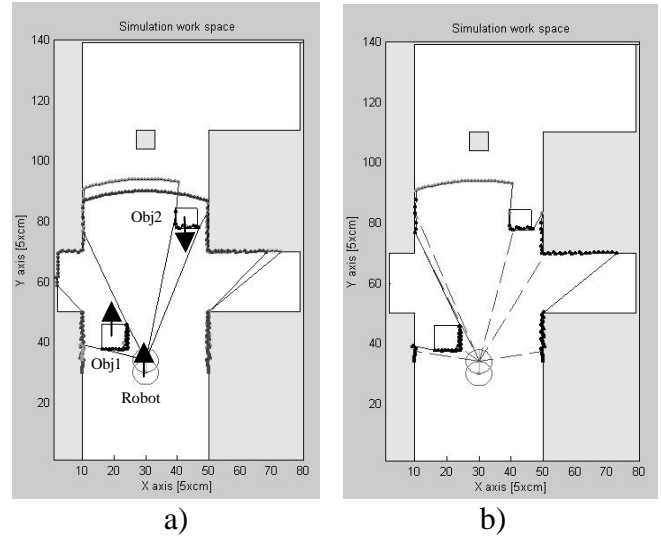 Simulation work space
140
120
100
80
60
40
20
Y axis [5xcm]
Obj2
Obj1
Robot
10 20 30 40 50 60 70 80
X axis [5xcm]
a)
Simulation work space
140
120
100
80
60
40
20
Y axis [5xcm]
10 20 30 40 50 60 70 80
X axis [5xcm]
b)